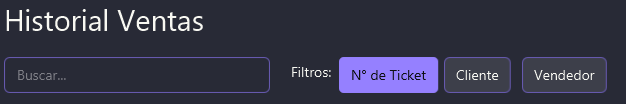 Historial Ventas
Buscar... Filtros: N° de Ticket Cliente Vendedor